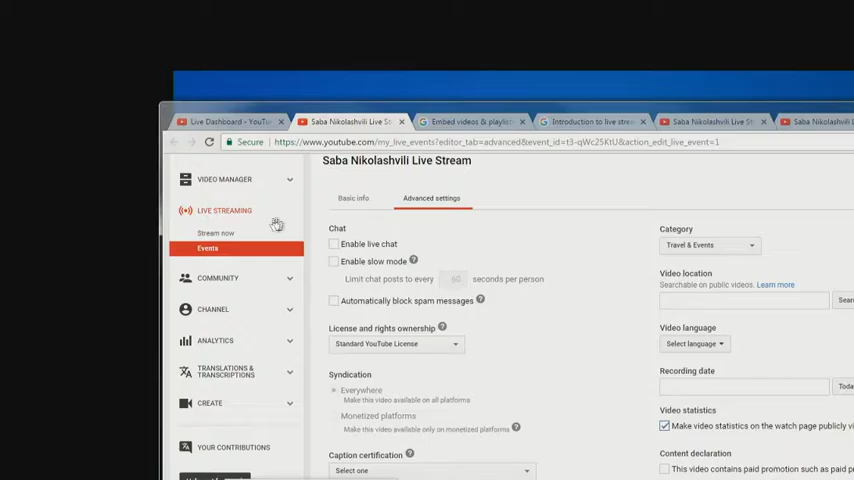 Live Dashboard - YouTu
Saba Nikolashvili Live S
Embed videos & playlist
Introduction to live strea
Saba Nikolashvili Live S
Saba Nikolashvili
Secure
https://www.youtube.com/my_live_events?editor_tab=advanced&event_id=t3-qWc25KtU&action_edit_live_event=1
Saba Nikolashvili Live Stream
VIDEO MANAGER
LIVE STREAMING
Stream now
Events
COMMUNITY
CHANNEL
ANALYTICS
TRANSLATIONS &
TRANSCRIPTIONS
CREATE
YOUR CONTRIBUTIONS
Basic info
Advanced settings
Chat
Enable live chat
Enable slow mode
Limit chat posts to every 60 seconds per person
Automatically block spam messages
License and rights ownership
Standard YouTube License
Syndication
Everywhere
Make this video available on all platforms
Monetized platforms
Make this video available only on monetized platforms
Caption certification
Select one
Category
Travel & Events
Video location
Searchable on public videos. Learn more
Sear
Video language
Select language
Recording date
Toda
Video statistics
Make video statistics on the watch page publicly vi
Content declaration
This video contains paid promotion such as paid p